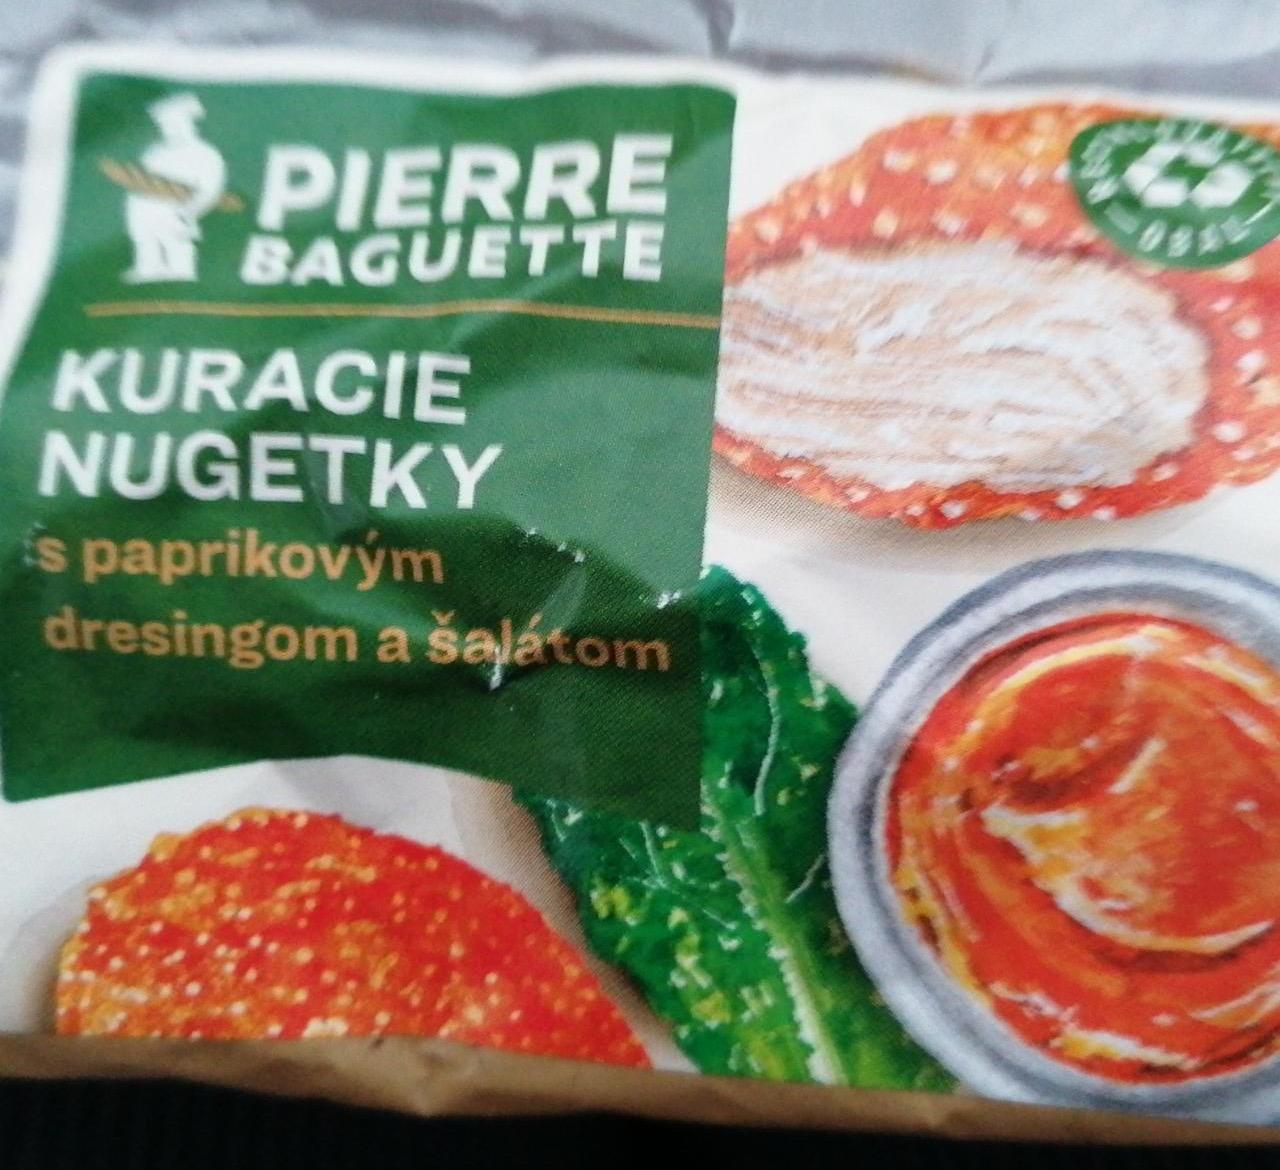 PIERRE
BAGUETTE
KURACIE
NUGETKY
s paprikovým
dresingom a šalátom